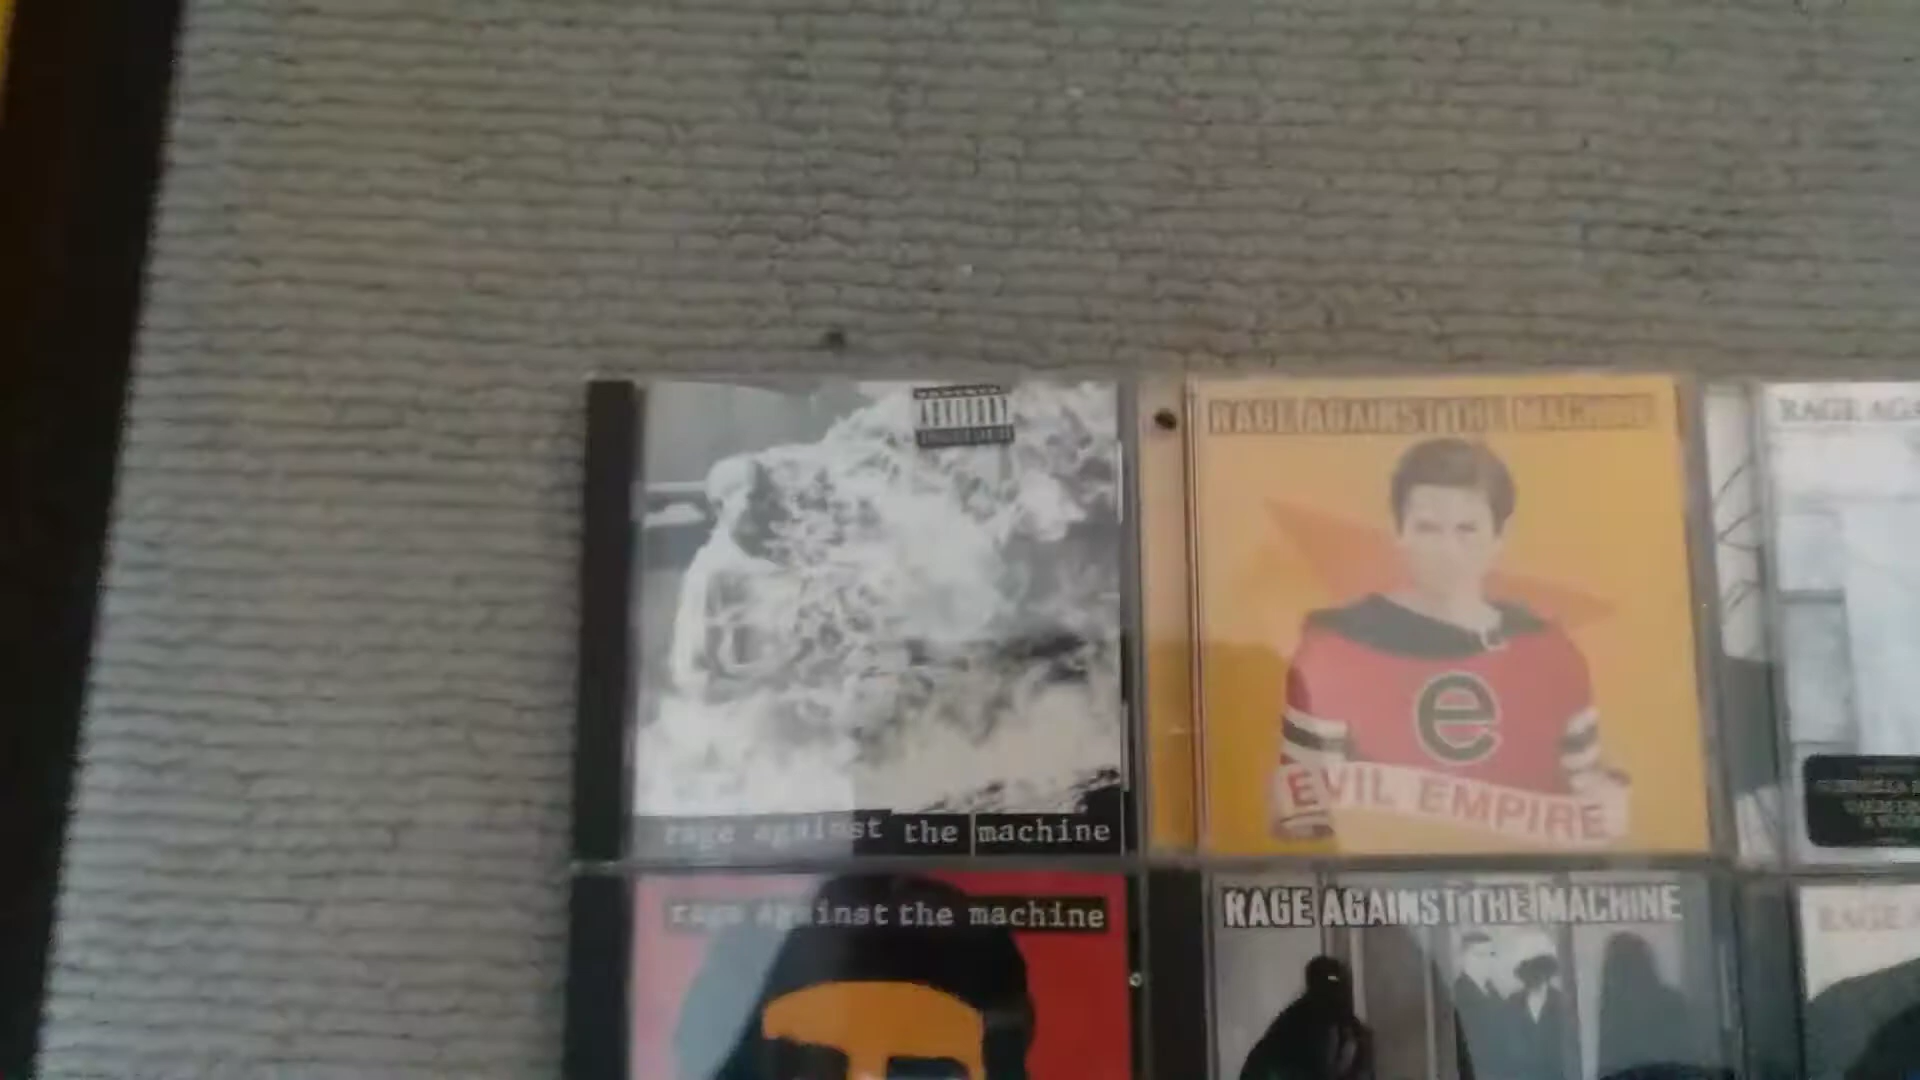 ADVISORY
RAGE AGAINST THE MACHINE
RAGE
e
EVIL EMPIRE
rage against the machine
rage against the machine
RAGE AGAINST THE MACHINE
RAGE